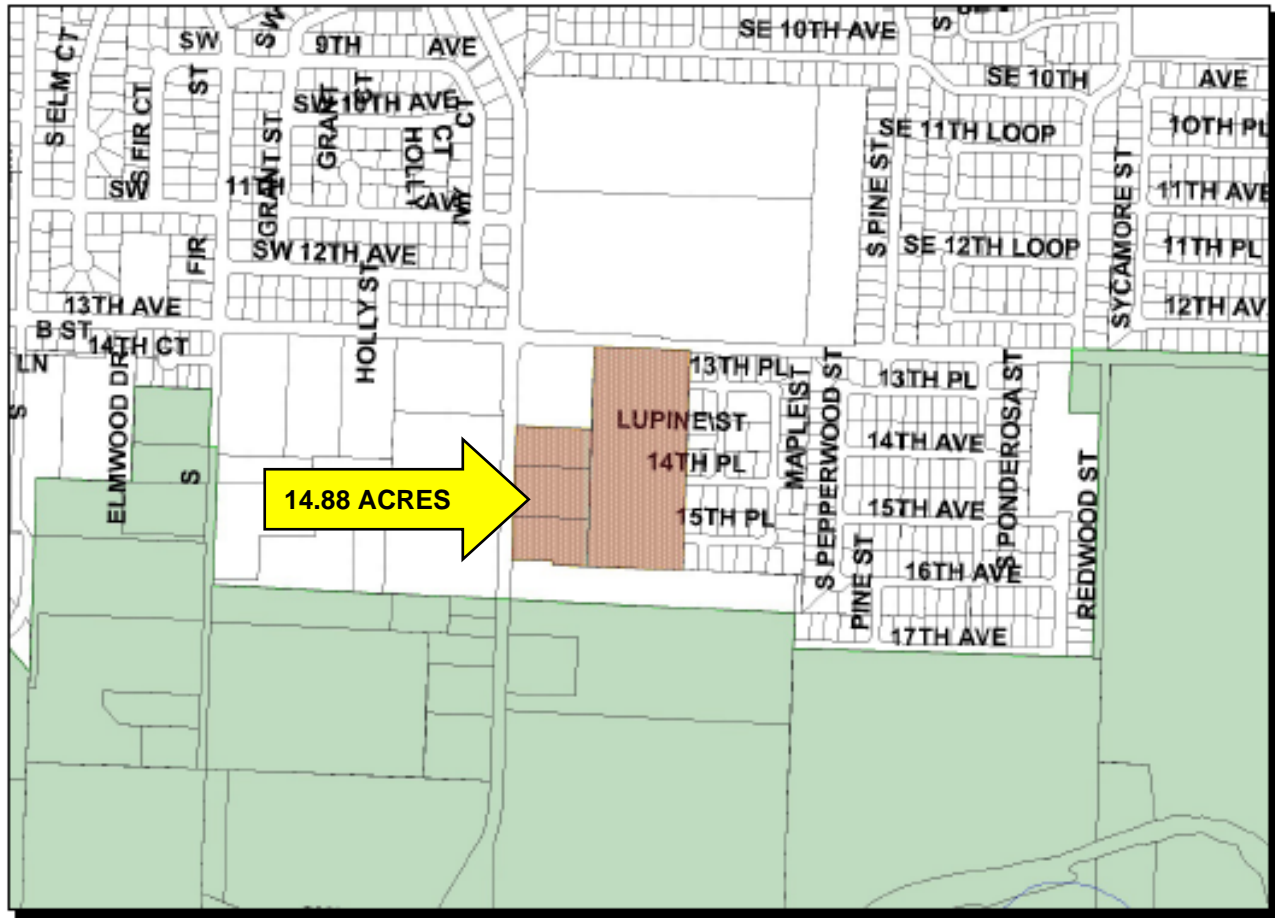 SE 10TH AVE
SW
SW
9TH
AVE
S
S ELM CT
S FIR CT
ST
SE 10TH
AVE
SW 10TH AVE
GRANT
ST
CT
10TH PL
SE 11TH LOOP
GRANT ST
HOLLY
CT
S PINE ST
SYCAMORE ST
SW
11TH
AVE
11TH AVE
SW 12TH AVE
FIR
SE 12TH LOOP
11TH PL
13TH AVE
HOLLY ST
12TH AV
B ST
14TH CT
LN
ELMWOOD DR
13TH PL
MAPLE\ST
S PEPPERWOOD ST
13TH PL
S PONDEROSA ST
LUPINE\ST
14TH AVE
S
14TH PL
S
14.88 ACRES
15TH PL
15TH AVE
REDWOOD ST
PINE ST
16TH AVE
17TH AVE